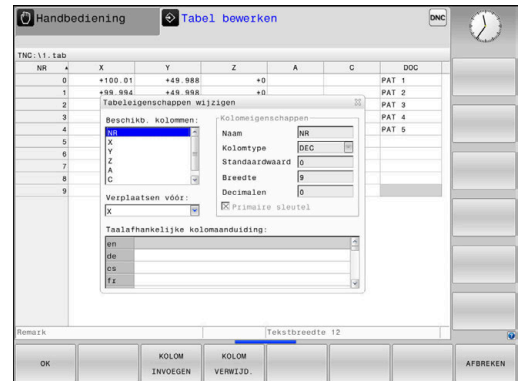 Handbediening
Tabel bewerken
DNC
TNC:\1.tab
NR X Y Z A C DOC
0 +100.01 +49.988 +0 PAT 1
1 +99.994 +49.998 +0 PAT 2
2 PAT 3
3 PAT 4
4 PAT 5
5
6
7
8
9
Tabeleigenschappen wijzigen
Beschikb. kolommen:
NR
X
Y
Z
A
C
Verplaatsen vóór:
X
Kolomeigenschappen
Naam NR
Kolomtype DEC
Standaardwaard 0
Breedte 9
Decimalen 0
Primaire sleutel
Taalafhankelijke kolomaanduiding:
en
de
cs
fr
Remark
Tekstbreedte 12
OK
KOLOM INVOEGEN
KOLOM VERWIJD.
AFBREKEN